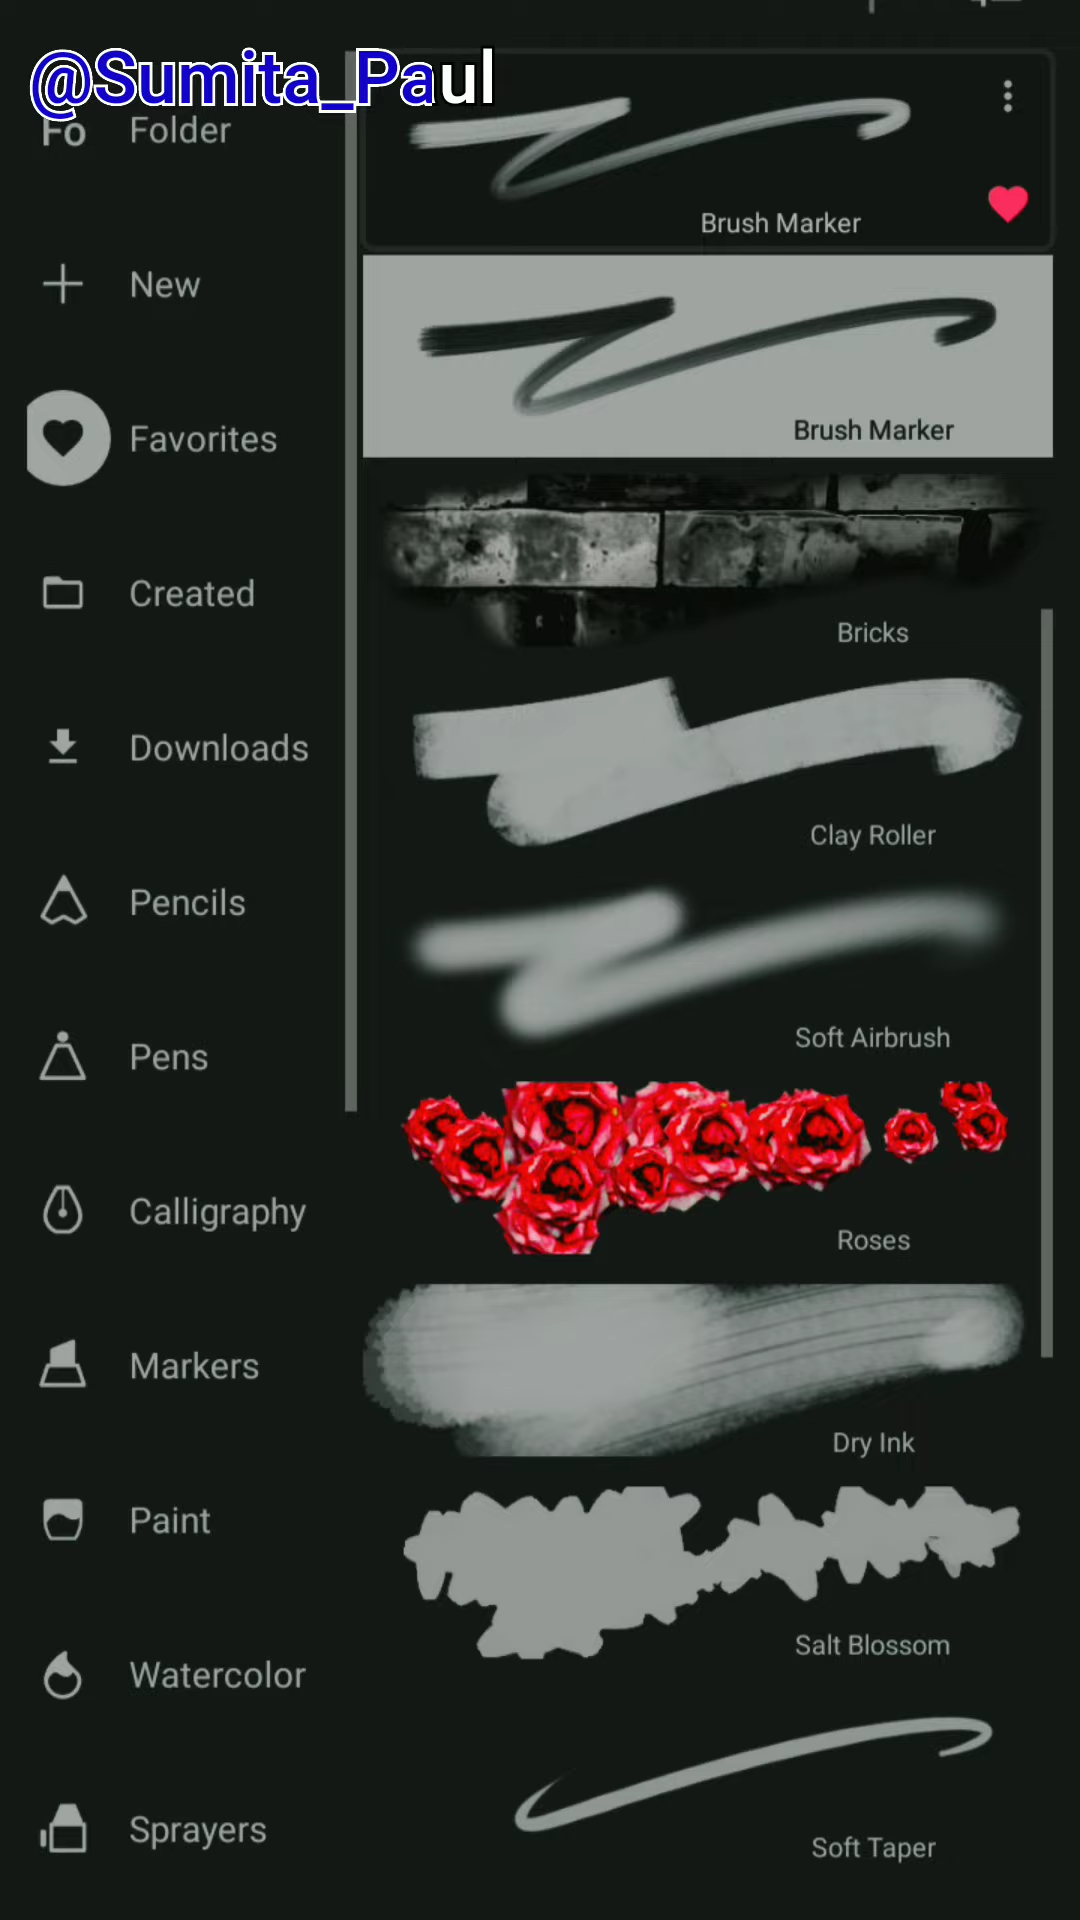 @Sumita_Paul
Fo Folder
New
Favorites
Created
Downloads
Pencils
Pens
Calligraphy
Markers
Paint
Watercolor
Sprayers
Brush Marker
Brush Marker
Bricks
Clay Roller
Soft Airbrush
Roses
Dry Ink
Salt Blossom
Soft Taper